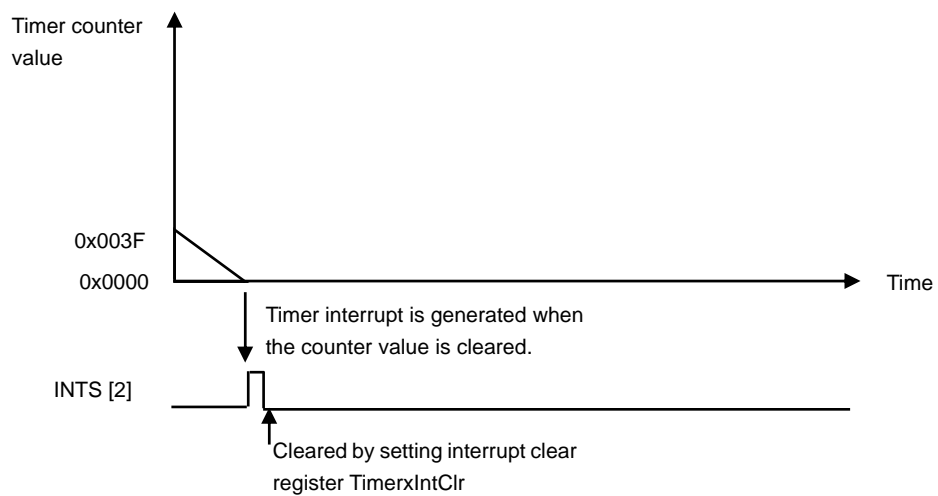 Timer counter
value
0x003F
0x0000
Time
Timer interrupt is generated when
the counter value is cleared.
INTS [2]
Cleared by setting interrupt clear
register TimerxIntClr